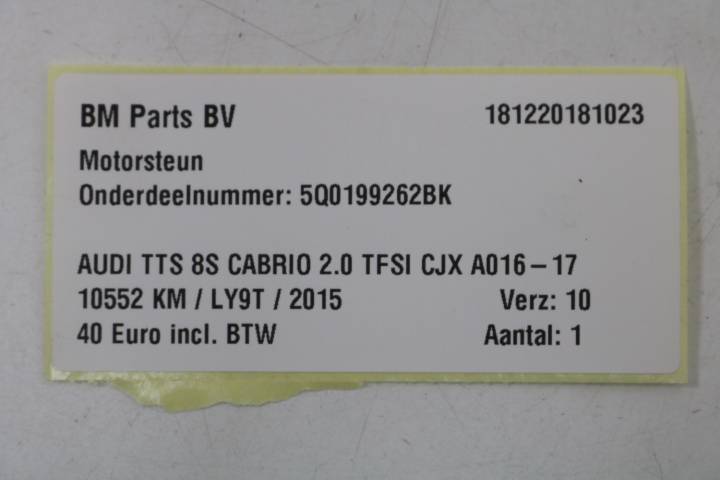 BM Parts BV 181220181023
Motorsteun
Onderdeelnummer: 5Q0199262BK
AUDI TTS 8S CABRIO 2.0 TFSI CJX A016-17
10552 KM / LY9T / 2015 Verz: 10
40 Euro incl. BTW Aantal: 1